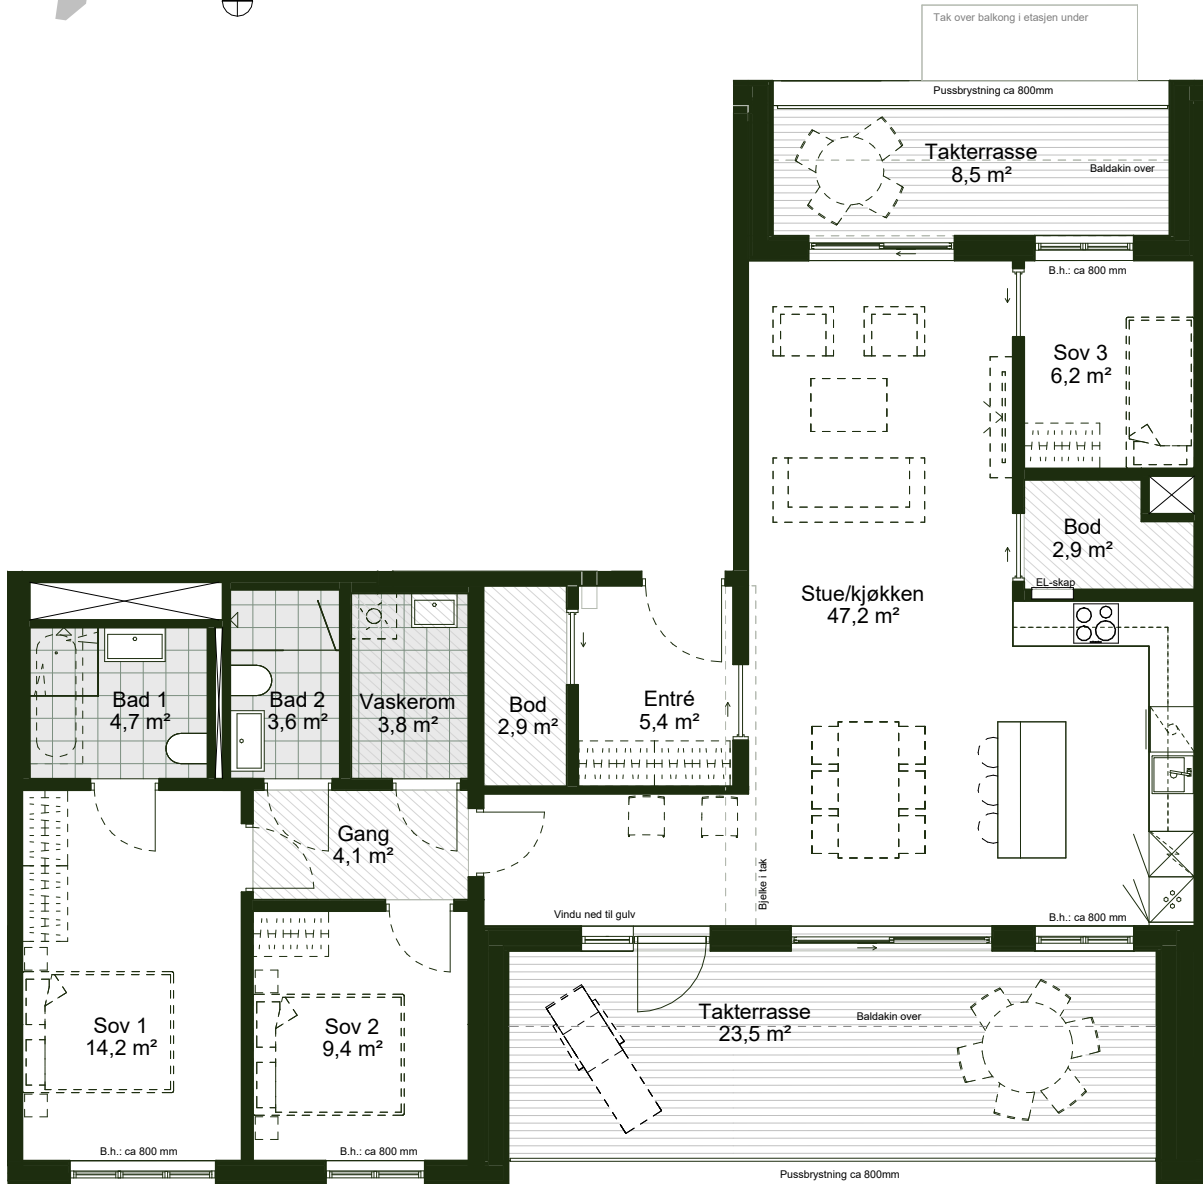 Tak over balkong i etasjen under
Pussbrystning ca 800mm
Takterrasse
8,5 m²
Baldakin over
B.h.: ca 800 mm
Sov 3
6,2 m²
Bod
2,9 m²
EL-skap
Stue/kjøkken
47,2 m²
Bad 1
4,7 m²
Bad 2
3,6 m²
Vaskerom
3,8 m²
Bod
2,9 m²
Entré
5,4 m²
Gang
4,1 m²
Bjelke i tak
Vindu ned til gulv
B.h.: ca 800 mm
Takterrasse
23,5 m²
Baldakin over
Sov 1
14,2 m²
Sov 2
9,4 m²
B.h.: ca 800 mm
B.h.: ca 800 mm
Pussbrystning ca 800mm